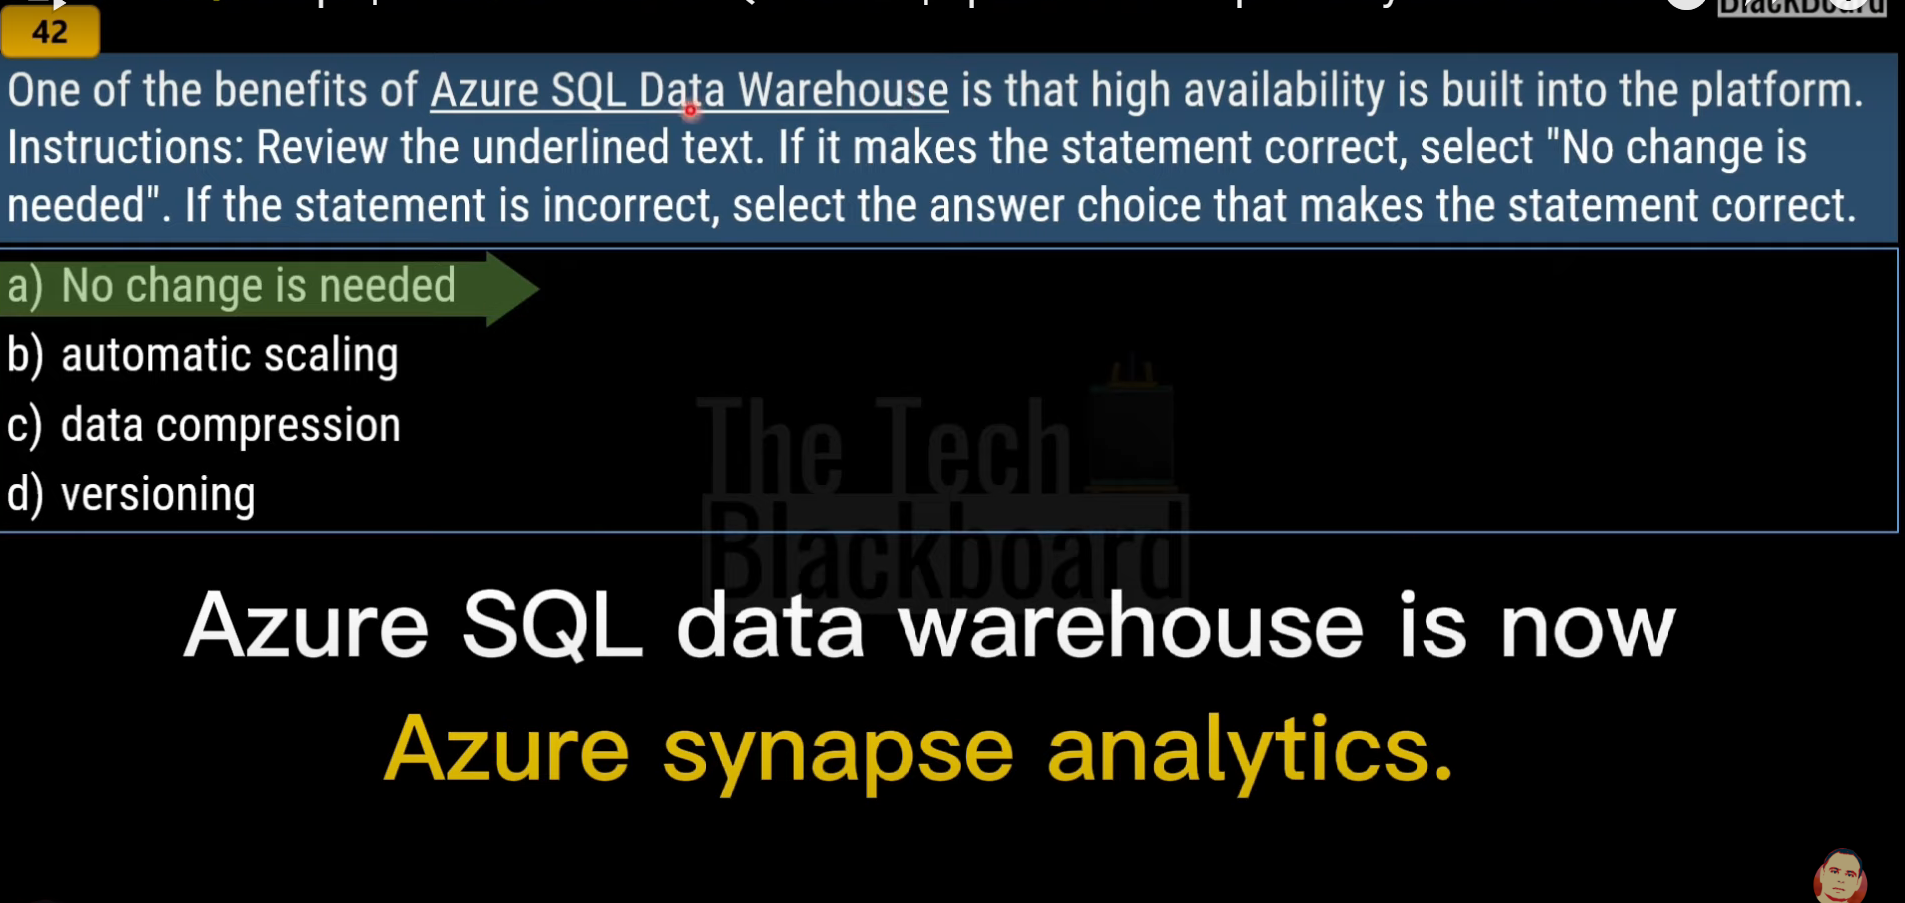 42
One of the benefits of Azure SQL Data Warehouse is that high availability is built into the platform.
Instructions: Review the underlined text. If it makes the statement correct, select "No change is
needed". If the statement is incorrect, select the answer choice that makes the statement correct.
a) No change is needed
b) automatic scaling
c) data compression
d) versioning
The Tech
Blackboard
Azure SQL data warehouse is now
Azure synapse analytics.